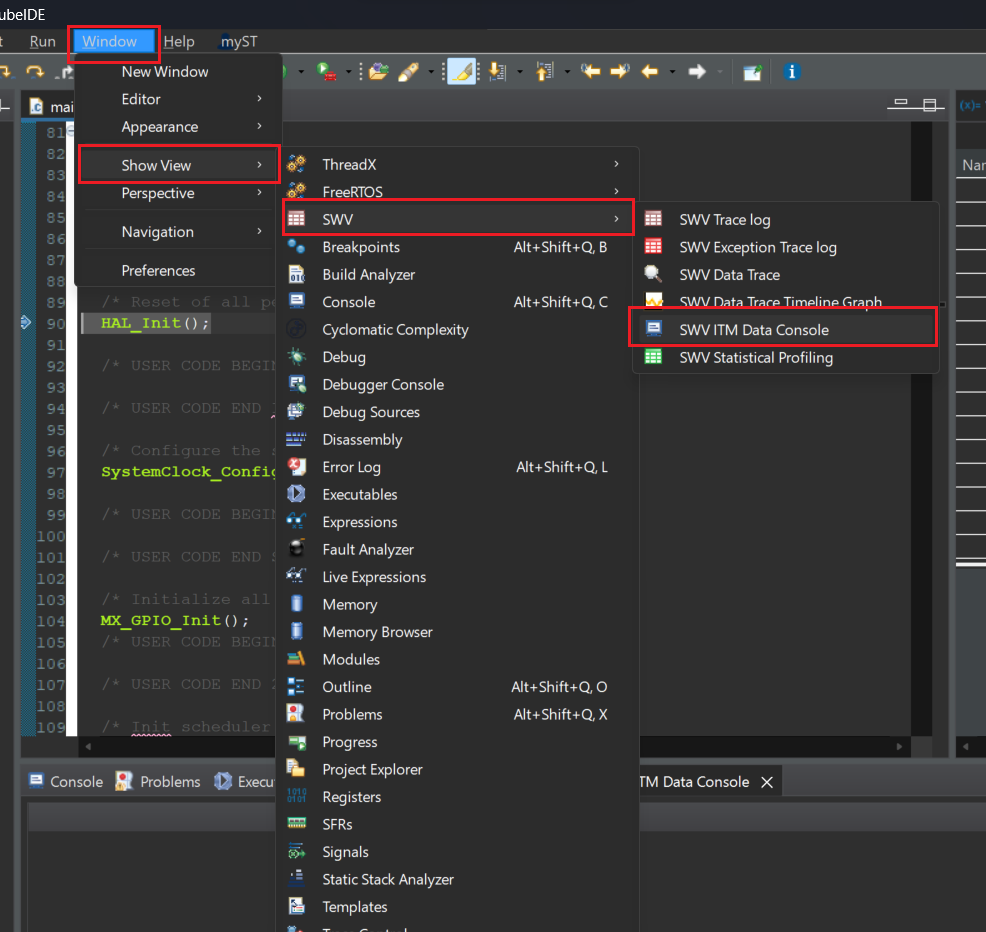 ubeIDE
t Run Window Help myST
New Window
Editor
Appearance
Show View
Perspective
Navigation
Preferences
ThreadX
FreeRTOS
SWV
Breakpoints Alt+Shift+Q, B
Build Analyzer
Console Alt+Shift+Q, C
Cyclomatic Complexity
Debug
Debugger Console
Debug Sources
Disassembly
Error Log Alt+Shift+Q, L
Executables
Expressions
Fault Analyzer
Live Expressions
Memory
Memory Browser
Modules
Outline Alt+Shift+Q, O
Problems Alt+Shift+Q, X
Progress
Project Explorer
Registers
SFRs
Signals
Static Stack Analyzer
Templates
SWV Trace log
SWV Exception Trace log
SWV Data Trace
SWV Data Trace Timeline Graph
SWV ITM Data Console
SWV Statistical Profiling
mai
(x)=
Nar
81
82
83
84
85
86
87
88
89 /* Reset of all pe
90 HAL_Init();
91
92 /* USER CODE BEGIN
93
94 /* USER CODE END
95
96 /* Configure the s
97 SystemClock_Config
98
99 /* USER CODE BEGIN
100
101 /* USER CODE END S
102
103 /* Initialize all
104 MX_GPIO_Init();
105 /* USER CODE BEGIN
106
107 /* USER CODE END 2
108
109 /* Init scheduler
Console Problems Execu TM Data Console